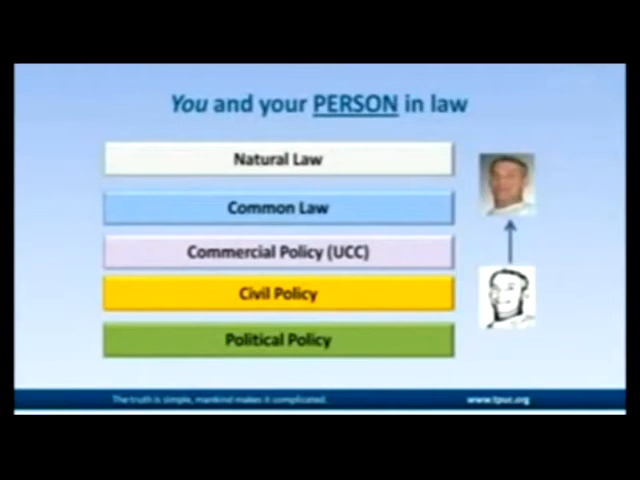 You and your PERSON in law
Natural Law
Common Law
Commercial Policy (UCC)
Civil Policy
Political Policy
The truth is simple, mankind makes it complicated.
www.tpuc.org